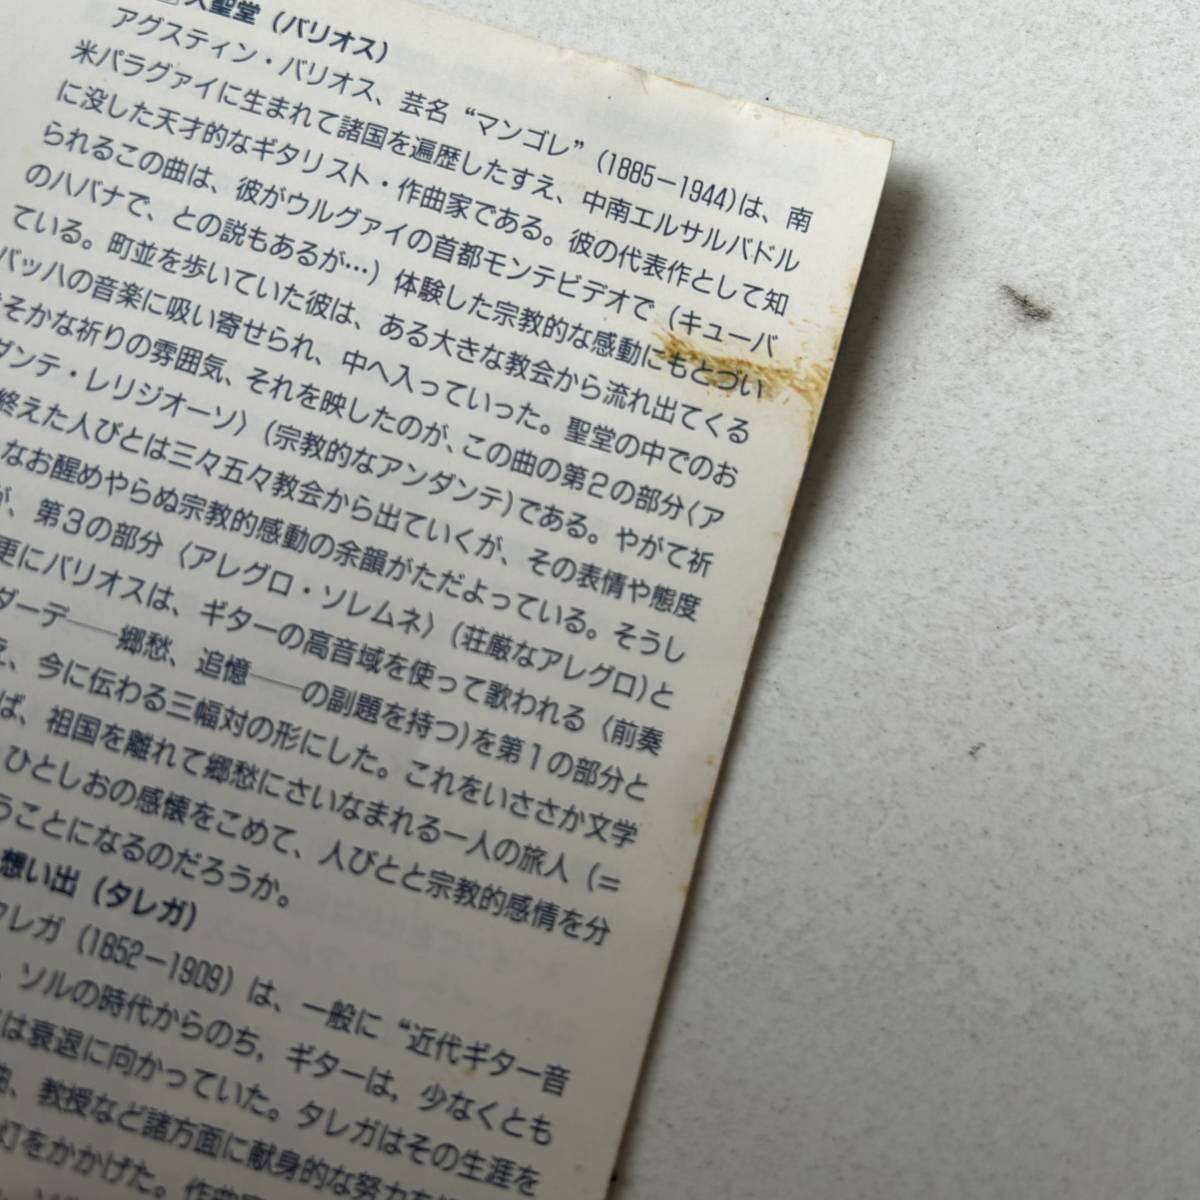 大聖堂（バリオス）
アグスティン・バリオス、芸名“マンゴレ”（1885－1944）は、南
米パラグァイに生まれて諸国を遍歴したすえ、中南エルサルバドル
に没した天才的なギタリスト・作曲家である。彼の代表作として知
られるこの曲は、彼がウルグァイの首都モンテビデオで（キューバ
のハバナで、との説もあるが…）体験した宗教的な感動にもとづい
ている。町並を歩いていた彼は、ある大きな教会から流れ出てくる
バッハの音楽に吸い寄せられ、中へ入っていった。聖堂の中でのお
ごそかな祈りの雰囲気、それを映したのが、この曲の第2の部分〈ア
ンダンテ・レリジオーソ〉（宗教的なアンダンテ）である。やがて祈
終えた人びとは三々五々教会から出ていくが、その表情や態度
なお醒めやらぬ宗教的感動の余韻がただよっている。そうし
が、第3の部分〈アレグロ・ソレムネ〉（荘厳なアレグロ）と
更にバリオスは、ギターの高音域を使って歌われる〈前奏
ダーデ──郷愁、追憶──の副題を持つ）を第1の部分と
、今に伝わる三幅対の形にした。これをいささか文学
ば、祖国を離れて郷愁にさいなまれる一人の旅人（＝
ひとしおの感懐をこめて、人びとと宗教的感情を分
うことになるのだろうか。
想い出（タレガ）
タレガ（1852－1909）は、一般に“近代ギター音
、ソルの時代からのち、ギターは，少なくとも
は衰退に向かっていた。タレガはその生涯を
曲、教授など諸方面に献身的な努力を
灯をかかげた。作曲家